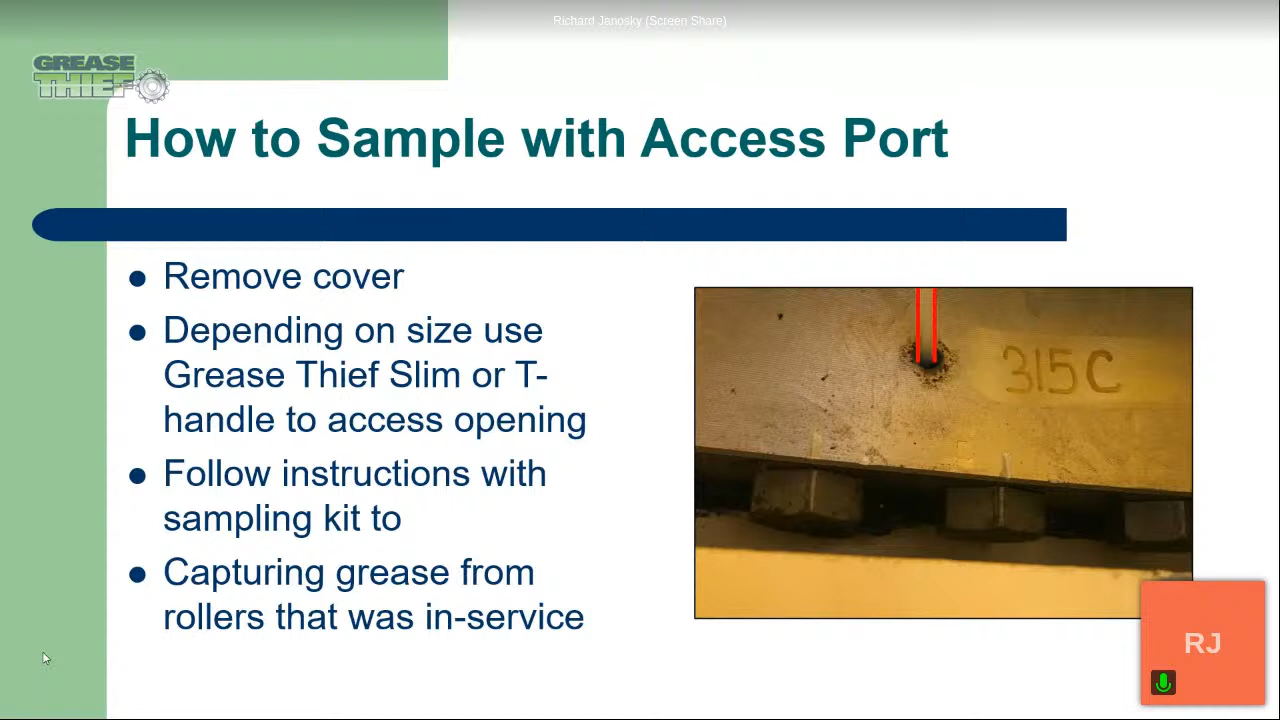 Richard Janosky (Screen Share)
GREASE
THIEF
How to Sample with Access Port
Remove cover
Depending on size use
Grease Thief Slim or T-
handle to access opening
Follow instructions with
sampling kit to
Capturing grease from
rollers that was in-service
315C
RJ